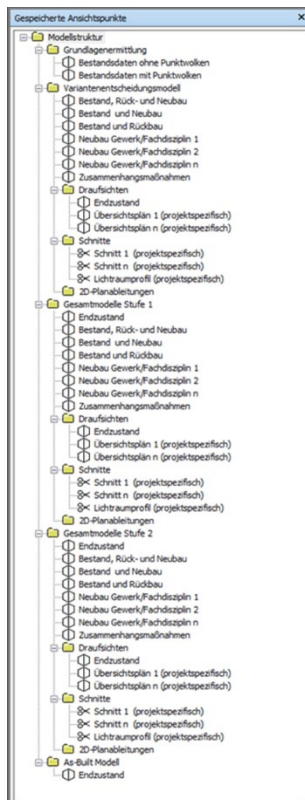 Gespeicherte Ansichtspunkte
Modellstruktur
Grundlagenermittlung
Bestandsdaten ohne Punktwolken
Bestandsdaten mit Punktwolken
Variantenentscheidungsmodell
Bestand, Rück- und Neubau
Bestand und Neubau
Bestand und Rückbau
Neubau Gewerk/Fachdisziplin 1
Neubau Gewerk/Fachdisziplin 2
Neubau Gewerk/Fachdisziplin n
Zusammenhangsmaßnahmen
Draufsichten
Endzustand
Übersichtsplan 1 (projektspezifisch)
Übersichtsplan n (projektspezifisch)
Schnitte
Schnitt 1 (projektspezifisch)
Schnitt n (projektspezifisch)
Lichtraumprofil (projektspezifisch)
2D-Planableitungen
Gesamtmodelle Stufe 1
Endzustand
Bestand, Rück- und Neubau
Bestand und Neubau
Bestand und Rückbau
Neubau Gewerk/Fachdisziplin 1
Neubau Gewerk/Fachdisziplin 2
Neubau Gewerk/Fachdisziplin n
Zusammenhangsmaßnahmen
Draufsichten
Endzustand
Übersichtsplan 1 (projektspezifisch)
Übersichtsplan n (projektspezifisch)
Schnitte
Schnitt 1 (projektspezifisch)
Schnitt n (projektspezifisch)
Lichtraumprofil (projektspezifisch)
2D-Planableitungen
Gesamtmodelle Stufe 2
Endzustand
Bestand, Rück- und Neubau
Bestand und Neubau
Bestand und Rückbau
Neubau Gewerk/Fachdisziplin 1
Neubau Gewerk/Fachdisziplin 2
Neubau Gewerk/Fachdisziplin n
Zusammenhangsmaßnahmen
Draufsichten
Endzustand
Übersichtsplan 1 (projektspezifisch)
Übersichtsplan n (projektspezifisch)
Schnitte
Schnitt 1 (projektspezifisch)
Schnitt n (projektspezifisch)
Lichtraumprofil (projektspezifisch)
2D-Planableitungen
As-Built Modell
Endzustand